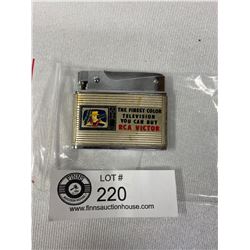 THE FINEST COLOR
TELEVISION
YOU CAN BUY
RCA VICTOR
LOT #
220
www.finnsauctionhouse.com